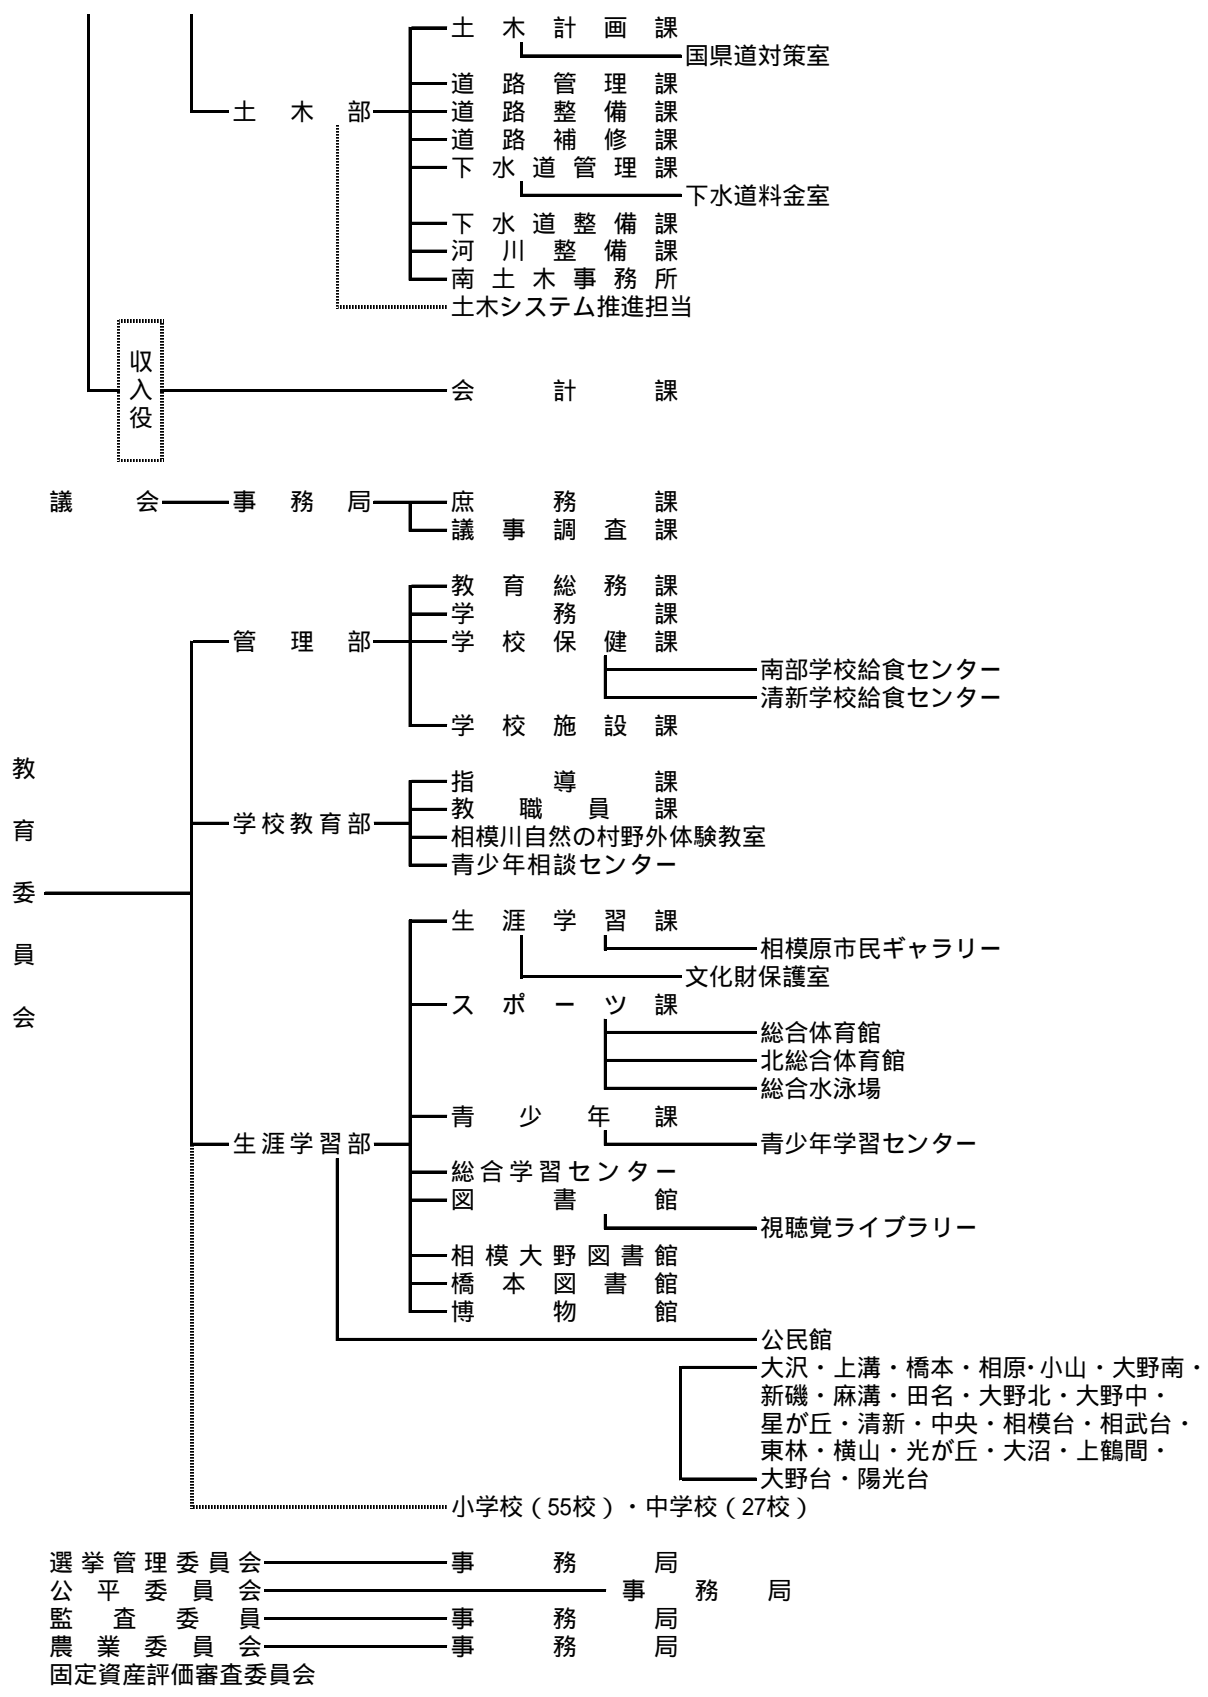 土木計画課
国県道対策室
道路管理課
土木部 道路整備課
道路補修課
下水道管理課
下水道料金室
下水道整備課
河川整備課
南土木事務所
土木システム推進担当
収入役 会計課
議会 事務局 庶務課
議事調査課
教育総務課
学務課
管理部 学校保健課
南部学校給食センター
清新学校給食センター
学校施設課
教育委員会
指導課
教職員課
学校教育部
相模川自然の村野外体験教室
青少年相談センター
生涯学習課
相模原市民ギャラリー
文化財保護室
スポーツ課
総合体育館
北総合体育館
総合水泳場
青少年課
生涯学習部 青少年学習センター
総合学習センター
図書館
視聴覚ライブラリー
相模大野図書館
橋本図書館
博物館
公民館
大沢・上溝・橋本・相原・小山・大野南・
新磯・麻溝・田名・大野北・大野中・
星が丘・清新・中央・相模台・相武台・
東林・横山・光が丘・大沼・上鶴間・
大野台・陽光台
小学校（55校）・中学校（27校）
選挙管理委員会 事務局
公平委員会 事務局
監査委員 事務局
農業委員会 事務局
固定資産評価審査委員会